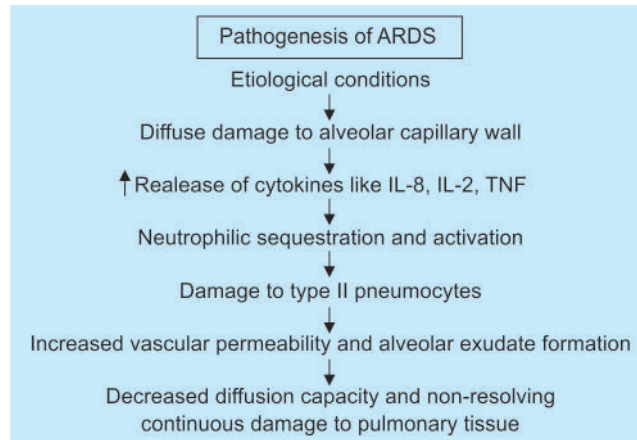 Pathogenesis of ARDS
Etiological conditions
Diffuse damage to alveolar capillary wall
Realease of cytokines like IL-8, IL-2, TNF
Neutrophilic sequestration and activation
Damage to type II pneumocytes
Increased vascular permeability and alveolar exudate formation
Decreased diffusion capacity and non-resolving
continuous damage to pulmonary tissue